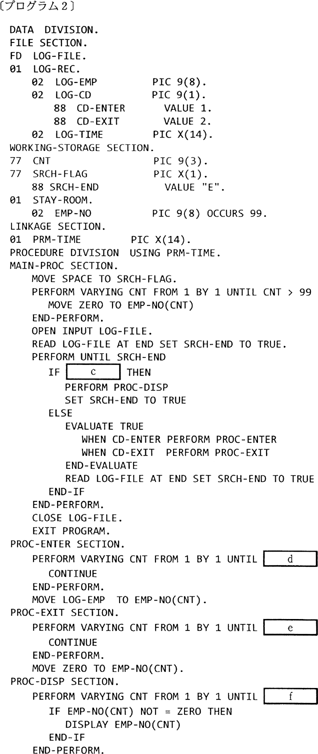 〔プログラム2〕
DATA DIVISION.
FILE SECTION.
FD LOG-FILE.
01 LOG-REC.
02 LOG-EMP PIC 9(8).
02 LOG-CD PIC 9(1).
88 CD-ENTER VALUE 1.
88 CD-EXIT VALUE 2.
02 LOG-TIME PIC X(14).
WORKING-STORAGE SECTION.
77 CNT PIC 9(3).
77 SRCH-FLAG PIC X(1).
88 SRCH-END VALUE "E".
01 STAY-ROOM.
02 EMP-NO PIC 9(8) OCCURS 99.
LINKAGE SECTION.
01 PRM-TIME PIC X(14).
PROCEDURE DIVISION USING PRM-TIME.
MAIN-PROC SECTION.
MOVE SPACE TO SRCH-FLAG.
PERFORM VARYING CNT FROM 1 BY 1 UNTIL CNT > 99
MOVE ZERO TO EMP-NO(CNT)
END-PERFORM.
OPEN INPUT LOG-FILE.
READ LOG-FILE AT END SET SRCH-END TO TRUE.
PERFORM UNTIL SRCH-END
IF c THEN
PERFORM PROC-DISP
SET SRCH-END TO TRUE
ELSE
EVALUATE TRUE
WHEN CD-ENTER PERFORM PROC-ENTER
WHEN CD-EXIT PERFORM PROC-EXIT
END-EVALUATE
READ LOG-FILE AT END SET SRCH-END TO TRUE
END-IF
END-PERFORM.
CLOSE LOG-FILE.
EXIT PROGRAM.
PROC-ENTER SECTION.
PERFORM VARYING CNT FROM 1 BY 1 UNTIL d
CONTINUE
END-PERFORM.
MOVE LOG-EMP TO EMP-NO(CNT).
PROC-EXIT SECTION.
PERFORM VARYING CNT FROM 1 BY 1 UNTIL e
CONTINUE
END-PERFORM.
MOVE ZERO TO EMP-NO(CNT).
PROC-DISP SECTION.
PERFORM VARYING CNT FROM 1 BY 1 UNTIL f
IF EMP-NO(CNT) NOT = ZERO THEN
DISPLAY EMP-NO(CNT)
END-IF
END-PERFORM.